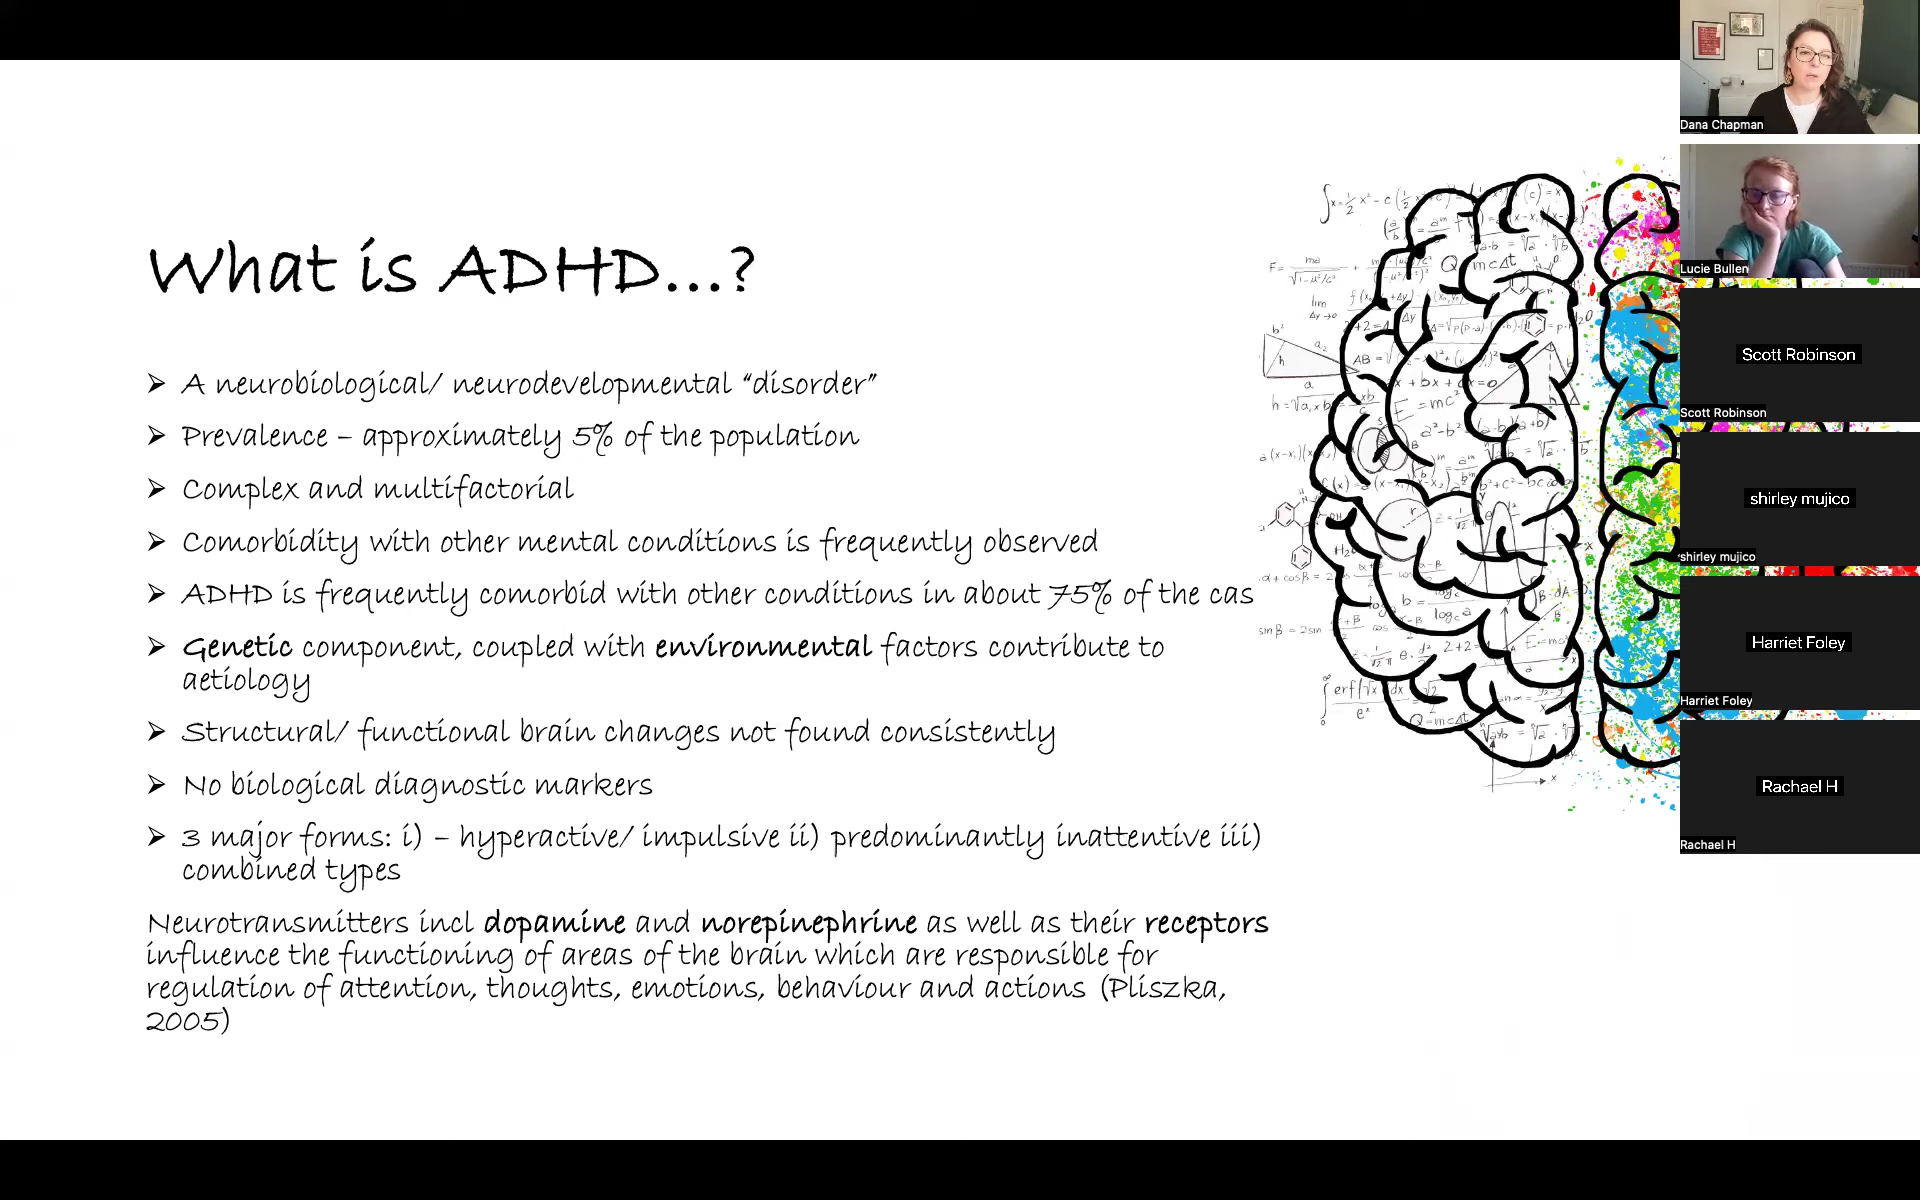 What is ADHD...?
➢ A neurobiological/ neurodevelopmental “disorder”
➢ Prevalence – approximately 5% of the population
➢ Complex and multifactorial
➢ Comorbidity with other mental conditions is frequently observed
➢ ADHD is frequently comorbid with other conditions in about 75% of the cas
➢ Genetic component, coupled with environmental factors contribute to
aetiology
➢ Structural/ functional brain changes not found consistently
➢ No biological diagnostic markers
➢ 3 major forms: i) – hyperactive/ impulsive ii) predominantly inattentive iii)
combined types
Neurotransmitters incl dopamine and norepinephrine as well as their receptors
influence the functioning of areas of the brain which are responsible for
regulation of attention, thoughts, emotions, behaviour and actions (Pliszka,
2005)
Dana Chapman
Lucie Bullen
Scott Robinson
Scott Robinson
shirley mujico
shirley mujico
Harriet Foley
Harriet Foley
Rachael H
Rachael H